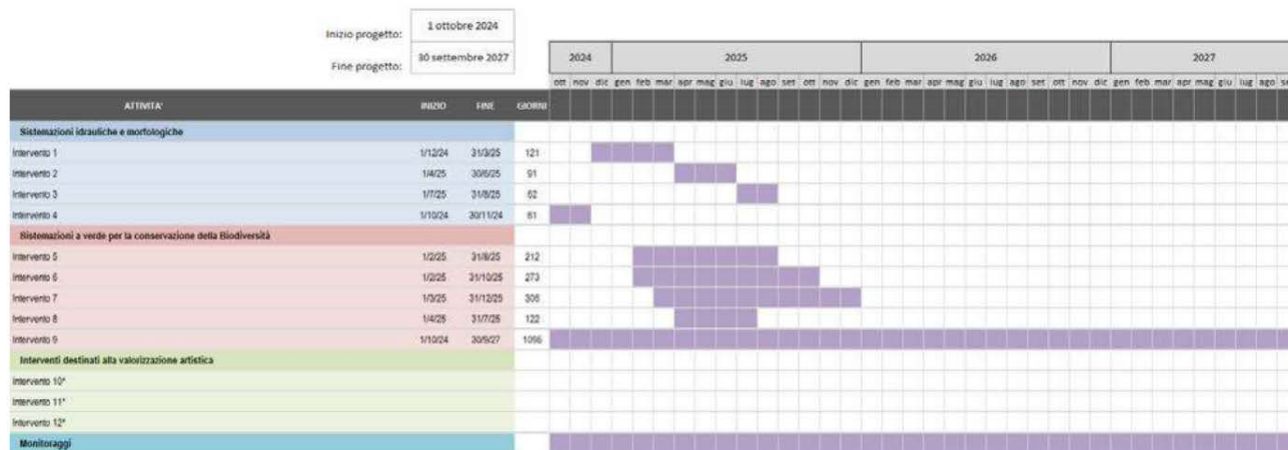 Inizio progetto: 1 ottobre 2024
Fine progetto: 30 settembre 2027
2024 2025 2026 2027
ott nov dic gen feb mar apr mag giu lug ago set ott nov dic gen feb mar apr mag giu lug ago set ott nov dic gen feb mar apr mag giu lug ago se
ATTIVITA' INIZIO FINE GIORNI
Sistemazioni idrauliche e morfologiche
Intervento 1 1/12/24 31/3/25 121
Intervento 2 1/4/25 30/6/25 91
Intervento 3 1/7/25 31/8/25 62
Intervento 4 1/10/24 30/11/24 61
Sistemazioni a verde per la conservazione della Biodiversità
Intervento 5 1/2/25 31/8/25 212
Intervento 6 1/2/25 31/10/25 273
Intervento 7 1/3/25 31/12/25 306
Intervento 8 1/4/25 31/7/25 122
Intervento 9 1/10/24 30/9/27 1095
Interventi destinati alla valorizzazione artistica
Intervento 10*
Intervento 11*
Intervento 12*
Monitoraggi